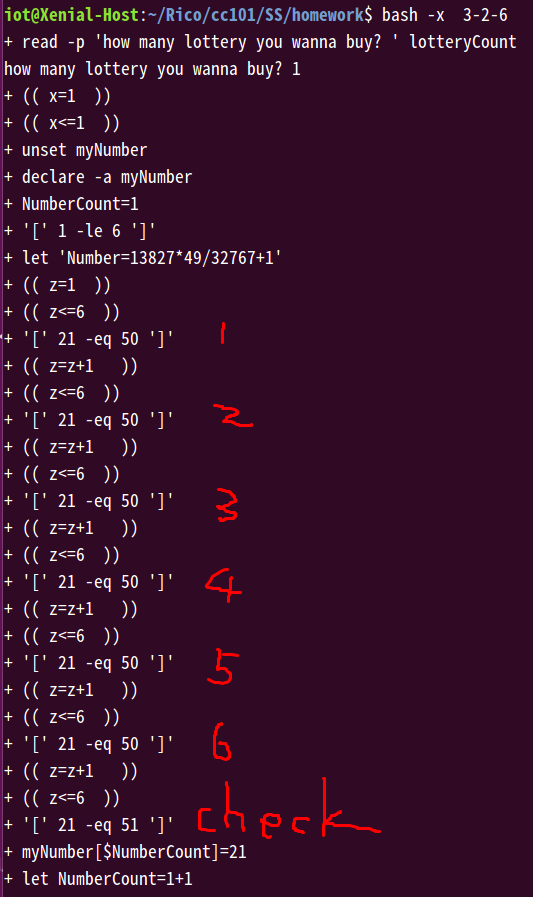 iot@Xenial-Host:~/Rico/cc101/SS/homework$ bash -x  3-2-6
+ read -p 'how many lottery you wanna buy? ' lotteryCount
how many lottery you wanna buy? 1
+ (( x=1  ))
+ (( x<=1  ))
+ unset myNumber
+ declare -a myNumber
+ NumberCount=1
+ '[' 1 -le 6 ']'
+ let 'Number=13827*49/32767+1'
+ (( z=1  ))
+ (( z<=6  ))
+ '[' 21 -eq 50 ']' 1
+ (( z=z+1   ))
+ (( z<=6  ))
+ '[' 21 -eq 50 ']' 2
+ (( z=z+1   ))
+ (( z<=6  ))
+ '[' 21 -eq 50 ']' 3
+ (( z=z+1   ))
+ (( z<=6  ))
+ '[' 21 -eq 50 ']' 4
+ (( z=z+1   ))
+ (( z<=6  ))
+ '[' 21 -eq 50 ']' 5
+ (( z=z+1   ))
+ (( z<=6  ))
+ '[' 21 -eq 50 ']' 6
+ (( z=z+1   ))
+ (( z<=6  ))
+ '[' 21 -eq 51 ']' check
+ myNumber[$NumberCount]=21
+ let NumberCount=1+1